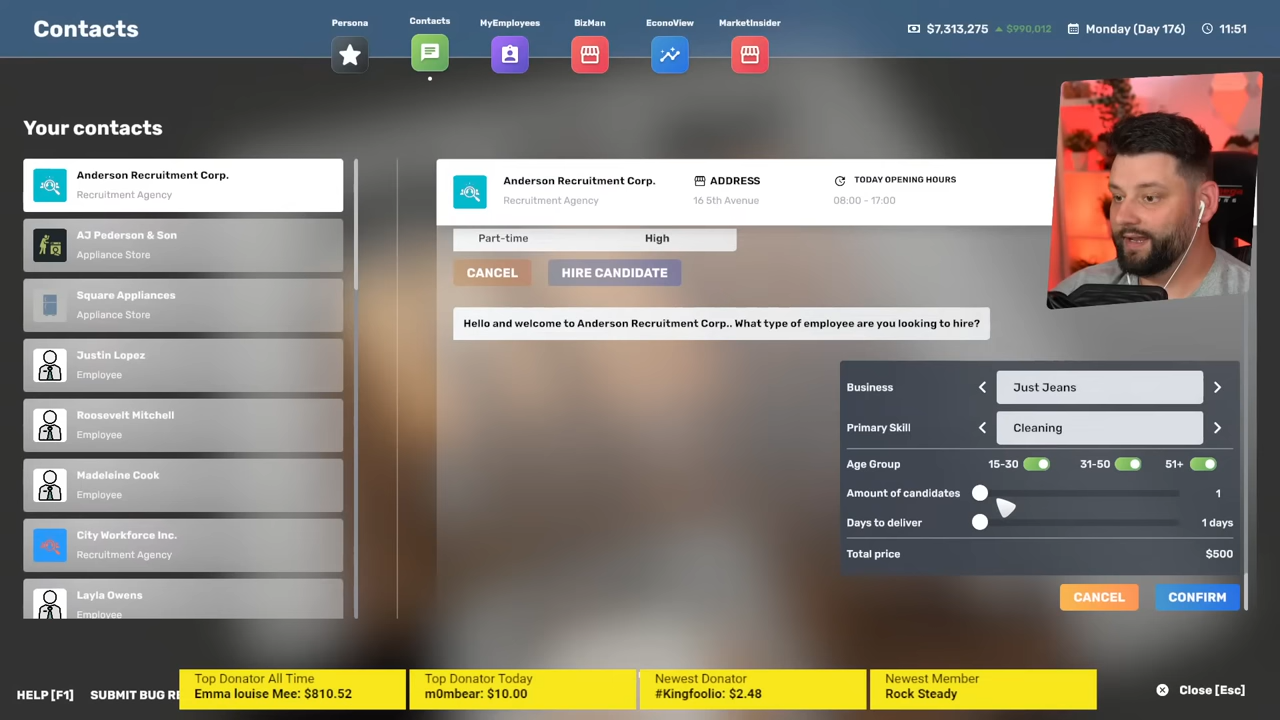 Contacts
Persona
Contacts
MyEmployees
BizMan
EconoView
MarketInsider
$7,313,275 $990,012 Monday (Day 176) 11:51
Your contacts
Anderson Recruitment Corp.
Recruitment Agency
AJ Pederson & Son
Appliance Store
Square Appliances
Appliance Store
Justin Lopez
Employee
Roosevelt Mitchell
Employee
Madeleine Cook
Employee
City Workforce Inc.
Recruitment Agency
Layla Owens
Employee
Anderson Recruitment Corp.
Recruitment Agency
ADDRESS
16 5th Avenue
TODAY OPENING HOURS
08:00 - 17:00
Part-time High
CANCEL HIRE CANDIDATE
Hello and welcome to Anderson Recruitment Corp.. What type of employee are you looking to hire?
Business Just Jeans
Primary Skill Cleaning
Age Group 15-30 31-50 51+
Amount of candidates 1
Days to deliver 1 days
Total price $500
CANCEL CONFIRM
HELP [F1] SUBMIT BUG RE
Top Donator All Time
Emma louise Mee: $810.52
Top Donator Today
m0mbear: $10.00
Newest Donator
#Kingfoolio: $2.48
Newest Member
Rock Steady
Close [Esc]